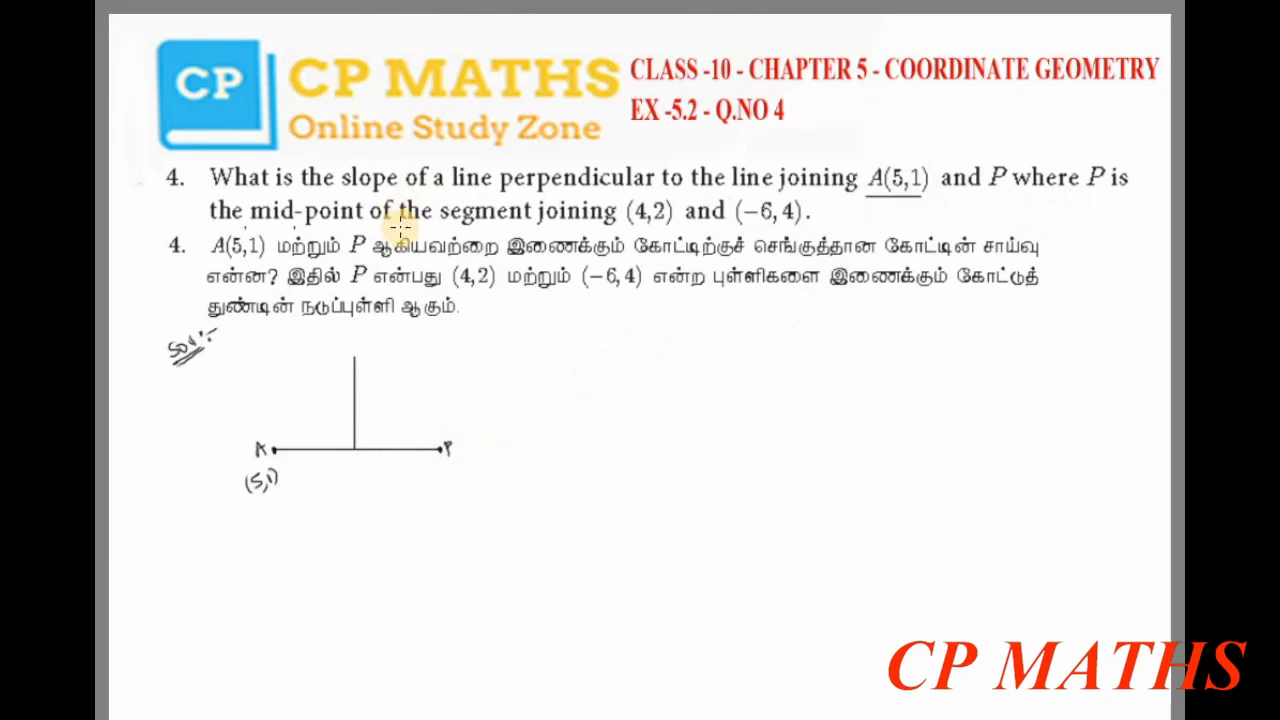 CP
CP MATHS
Online Study Zone
CLASS -10 - CHAPTER 5 - COORDINATE GEOMETRY
EX -5.2 - Q.NO 4
4. What is the slope of a line perpendicular to the line joining A(5,1) and P where P is
the mid-point of the segment joining (4,2) and (−6,4).
4. A(5,1) மற்றும் P ஆகியவற்றை இணைக்கும் கோட்டிற்குச் செங்குத்தான கோட்டின் சாய்வு
என்ன? இதில் P என்பது (4,2) மற்றும் (−6,4) என்ற புள்ளிகளை இணைக்கும் கோட்டுத்
துண்டின் நடுப்புள்ளி ஆகும்.
A P
(5,1)
CP MATHS